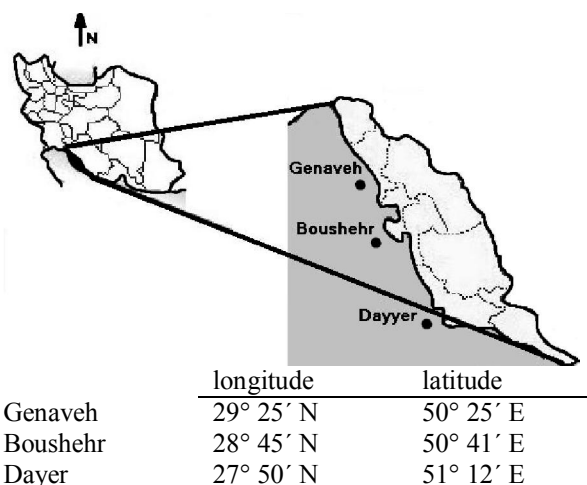 N
Genaveh
Boushehr
Dayyer
longitude latitude
Genaveh 29° 25´ N 50° 25´ E
Boushehr 28° 45´ N 50° 41´ E
Dayer 27° 50´ N 51° 12´ E